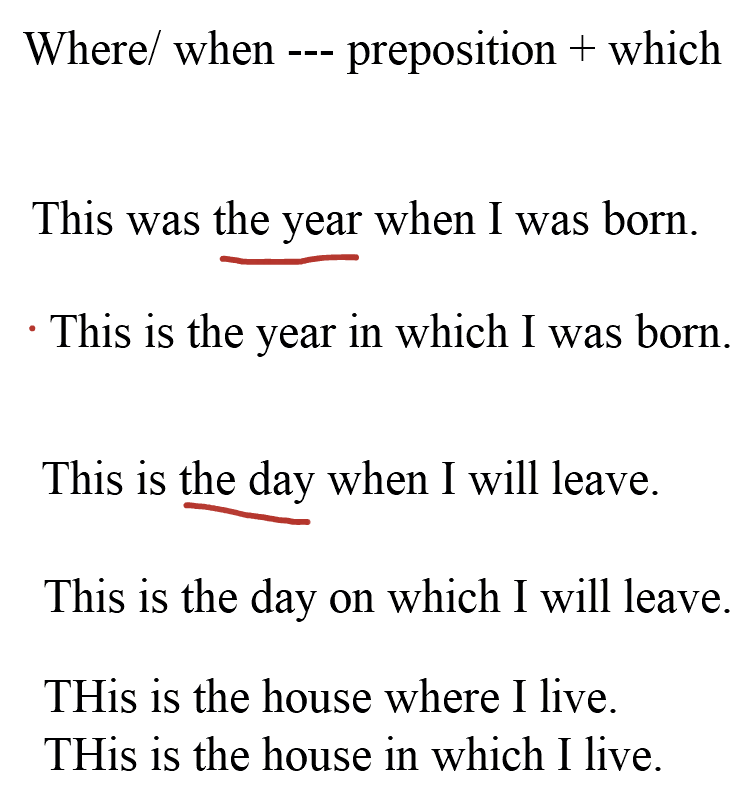 Where/ when --- preposition + which
This was the year when I was born.
This is the year in which I was born.
This is the day when I will leave.
This is the day on which I will leave.
THis is the house where I live.
THis is the house in which I live.